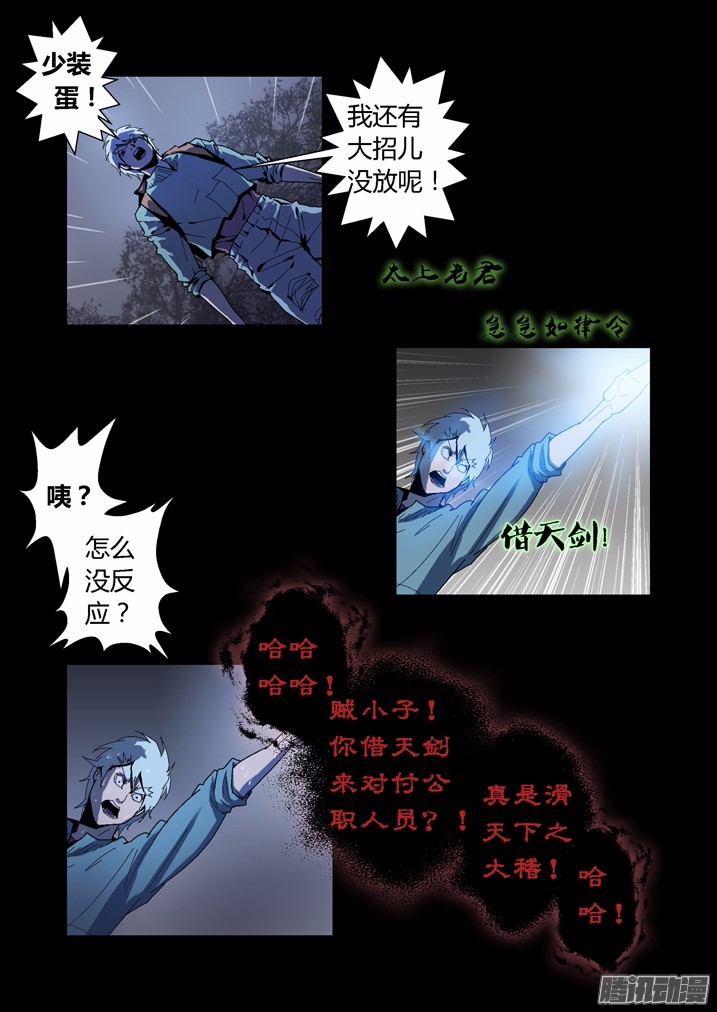 少装
蛋！
我还有
大招儿
没放呢！
太上老君
急急如律令
借天剑！
咦？
怎么
没反
应？
哈哈
哈哈！
贼小子！
你借天剑
来对付公
职人员？！
真是滑
天下之
大稽！
哈
哈！
腾讯动漫